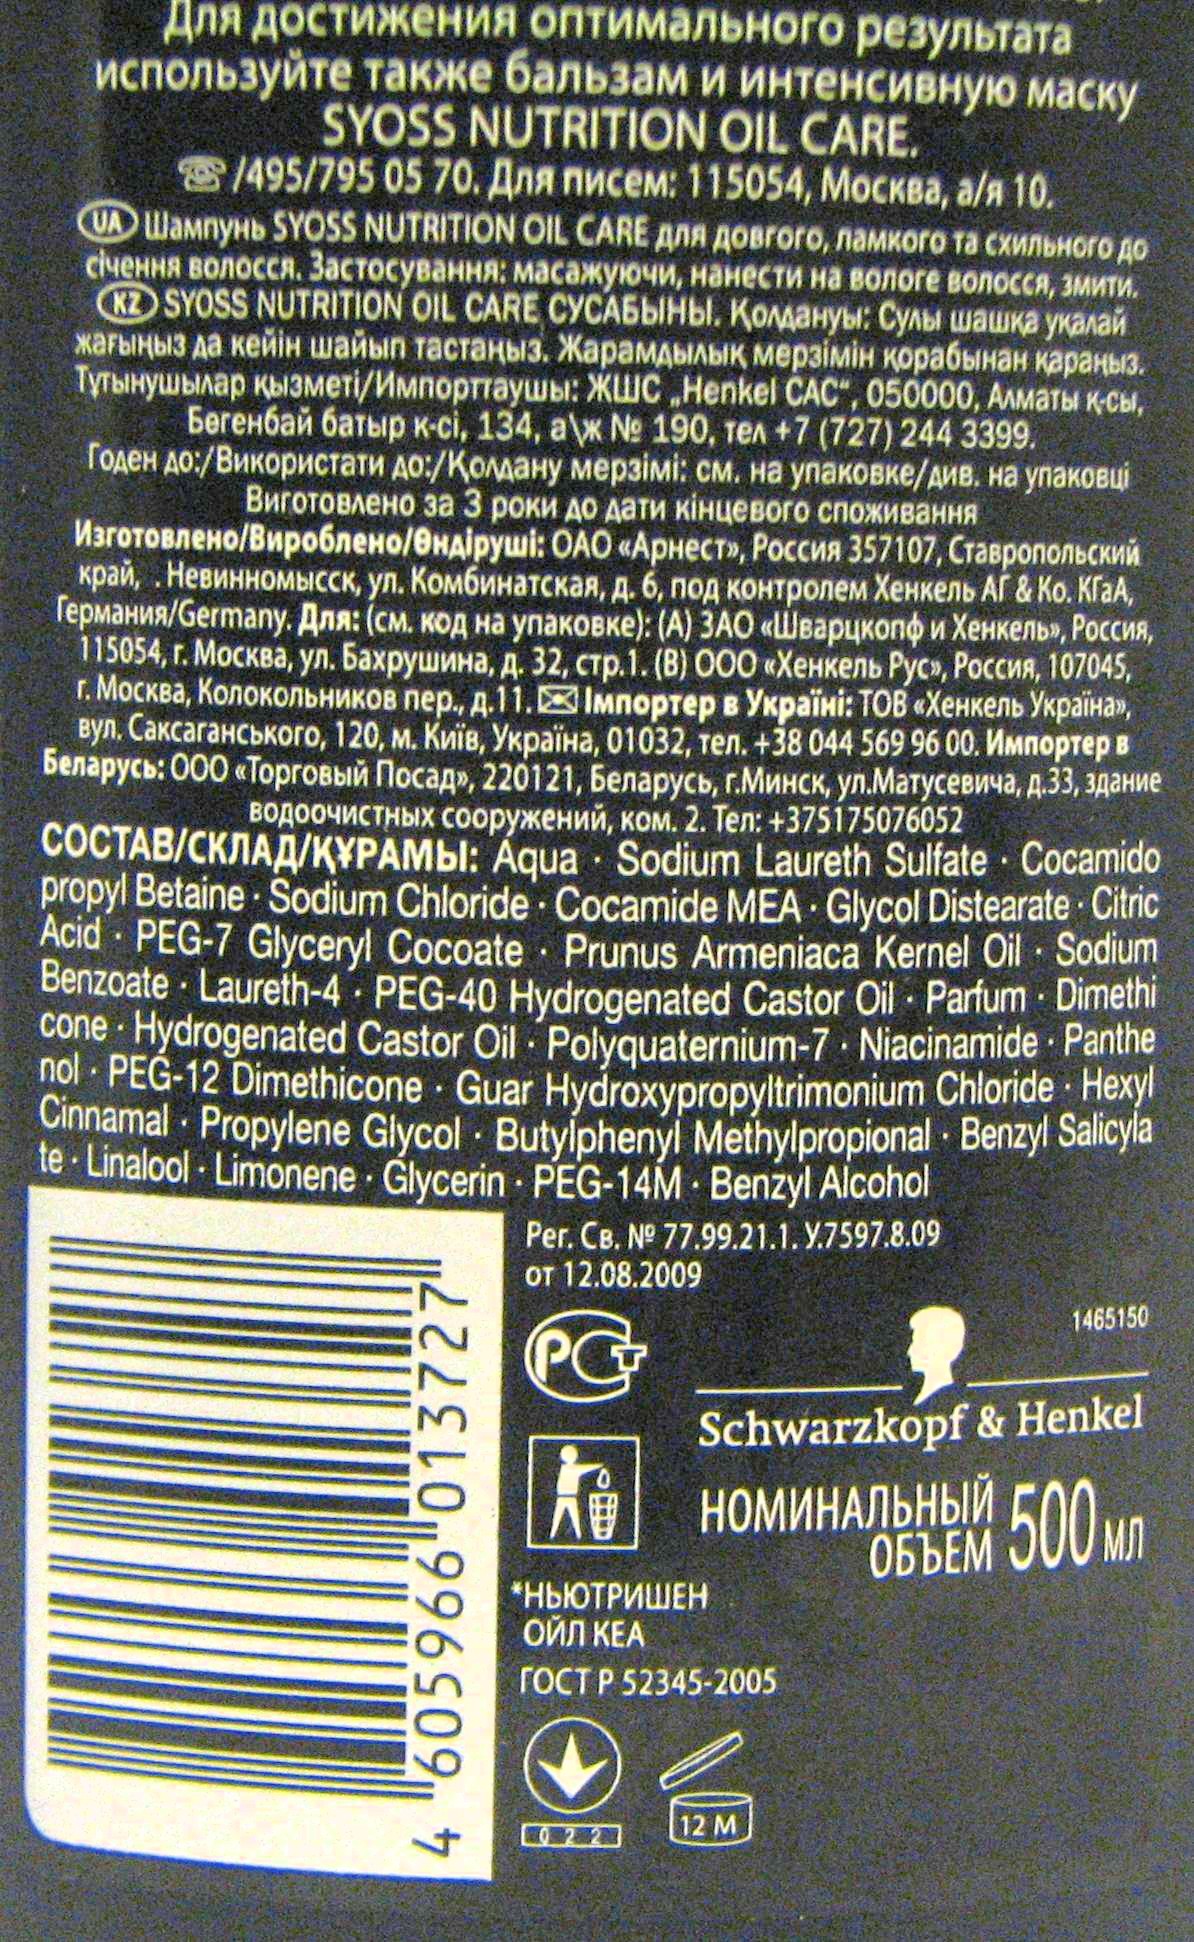 Для достижения оптимального результата
используйте также бальзам и интенсивную маску
SYOSS NUTRITION OIL CARE.
/495/795 05 70. Для писем: 115054, Москва, а/я 10.
UA Шампунь SYOSS NUTRITION OIL CARE для довгого, ламкого та схильного до
січення волосся. Застосування: масажуючи, нанести на вологе волосся, змити.
KZ SYOSS NUTRITION OIL CARE СУСАБЫНЫ. Қолдануы: Сулы шашқа уқалай
жағыңыз да кейін шайып тастаңыз. Жарамдылық мерзімін қорабынан қараңыз.
Тұтынушылар қызметі/Импорттаушы: ЖШС „Henkel САС“, 050000, Алматы қ-сы,
Бөгенбай батыр к-сі, 134, а\ж № 190, тел +7 (727) 244 3399.
Годен до:/Використати до:/Қолдану мерзімі: см. на упаковке/див. на упаковці
Виготовлено за 3 роки до дати кінцевого споживання
Изготовлено/Вироблено/Өндіруші: ОАО «Арнест», Россия 357107, Ставропольский
край, . Невинномысск, ул. Комбинатская, д. 6, под контролем Хенкель АГ & Ко. КГаА,
Германия/Germany. Для: (см. код на упаковке): (А) ЗАО «Шварцкопф и Хенкель», Россия,
115054, г. Москва, ул. Бахрушина, д. 32, стр.1. (В) ООО «Хенкель Рус», Россия, 107045,
г. Москва, Колокольников пер., д.11. Імпортер в Україні: ТОВ «Хенкель Україна»,
вул. Саксаганського, 120, м. Київ, Україна, 01032, тел. +38 044 569 96 00. Импортер в
Беларусь: ООО «Торговый Посад», 220121, Беларусь, г.Минск, ул.Матусевича, д.33, здание
водоочистных сооружений, ком. 2. Тел: +375175076052
СОСТАВ/СКЛАД/ҚҰРАМЫ: Aqua · Sodium Laureth Sulfate · Cocamido
propyl Betaine · Sodium Chloride · Cocamide MEA · Glycol Distearate · Citric
Acid · PEG-7 Glyceryl Cocoate · Prunus Armeniaca Kernel Oil · Sodium
Benzoate · Laureth-4 · PEG-40 Hydrogenated Castor Oil · Parfum · Dimethi
cone · Hydrogenated Castor Oil · Polyquaternium-7 · Niacinamide · Panthe
nol · PEG-12 Dimethicone · Guar Hydroxypropyltrimonium Chloride · Hexyl
Cinnamal · Propylene Glycol · Butylphenyl Methylpropional · Benzyl Salicyla
te · Linalool · Limonene · Glycerin · PEG-14M · Benzyl Alcohol
4 605966 013727
Рег. Св. № 77.99.21.1. У.7597.8.09
от 12.08.2009
РСТ
1465150
Schwarzkopf & Henkel
НОМИНАЛЬНЫЙ
ОБЪЕМ 500 МЛ
*НЬЮТРИШЕН
ОЙЛ КЕА
ГОСТ Р 52345-2005
022
12 M